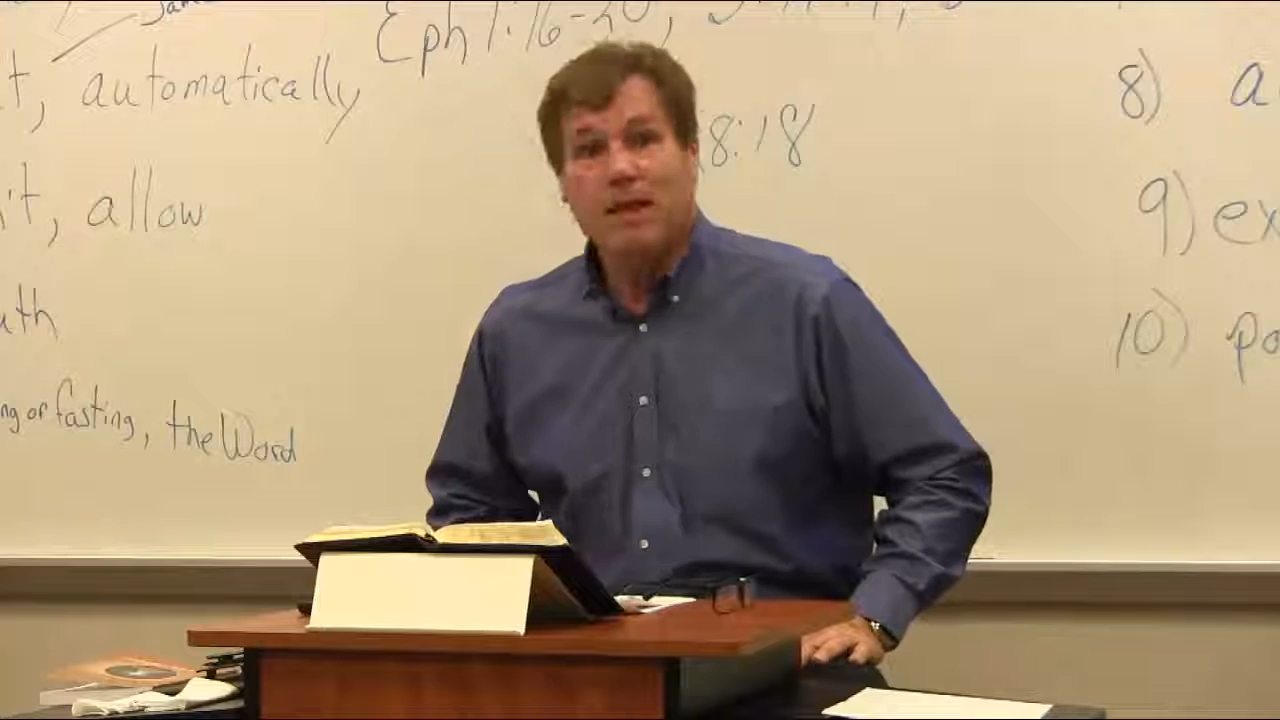 Eph 1:16-20,
automatically
8:18
it, allow
uth
ng or fasting, the Word
8) a
9) ex
10) po